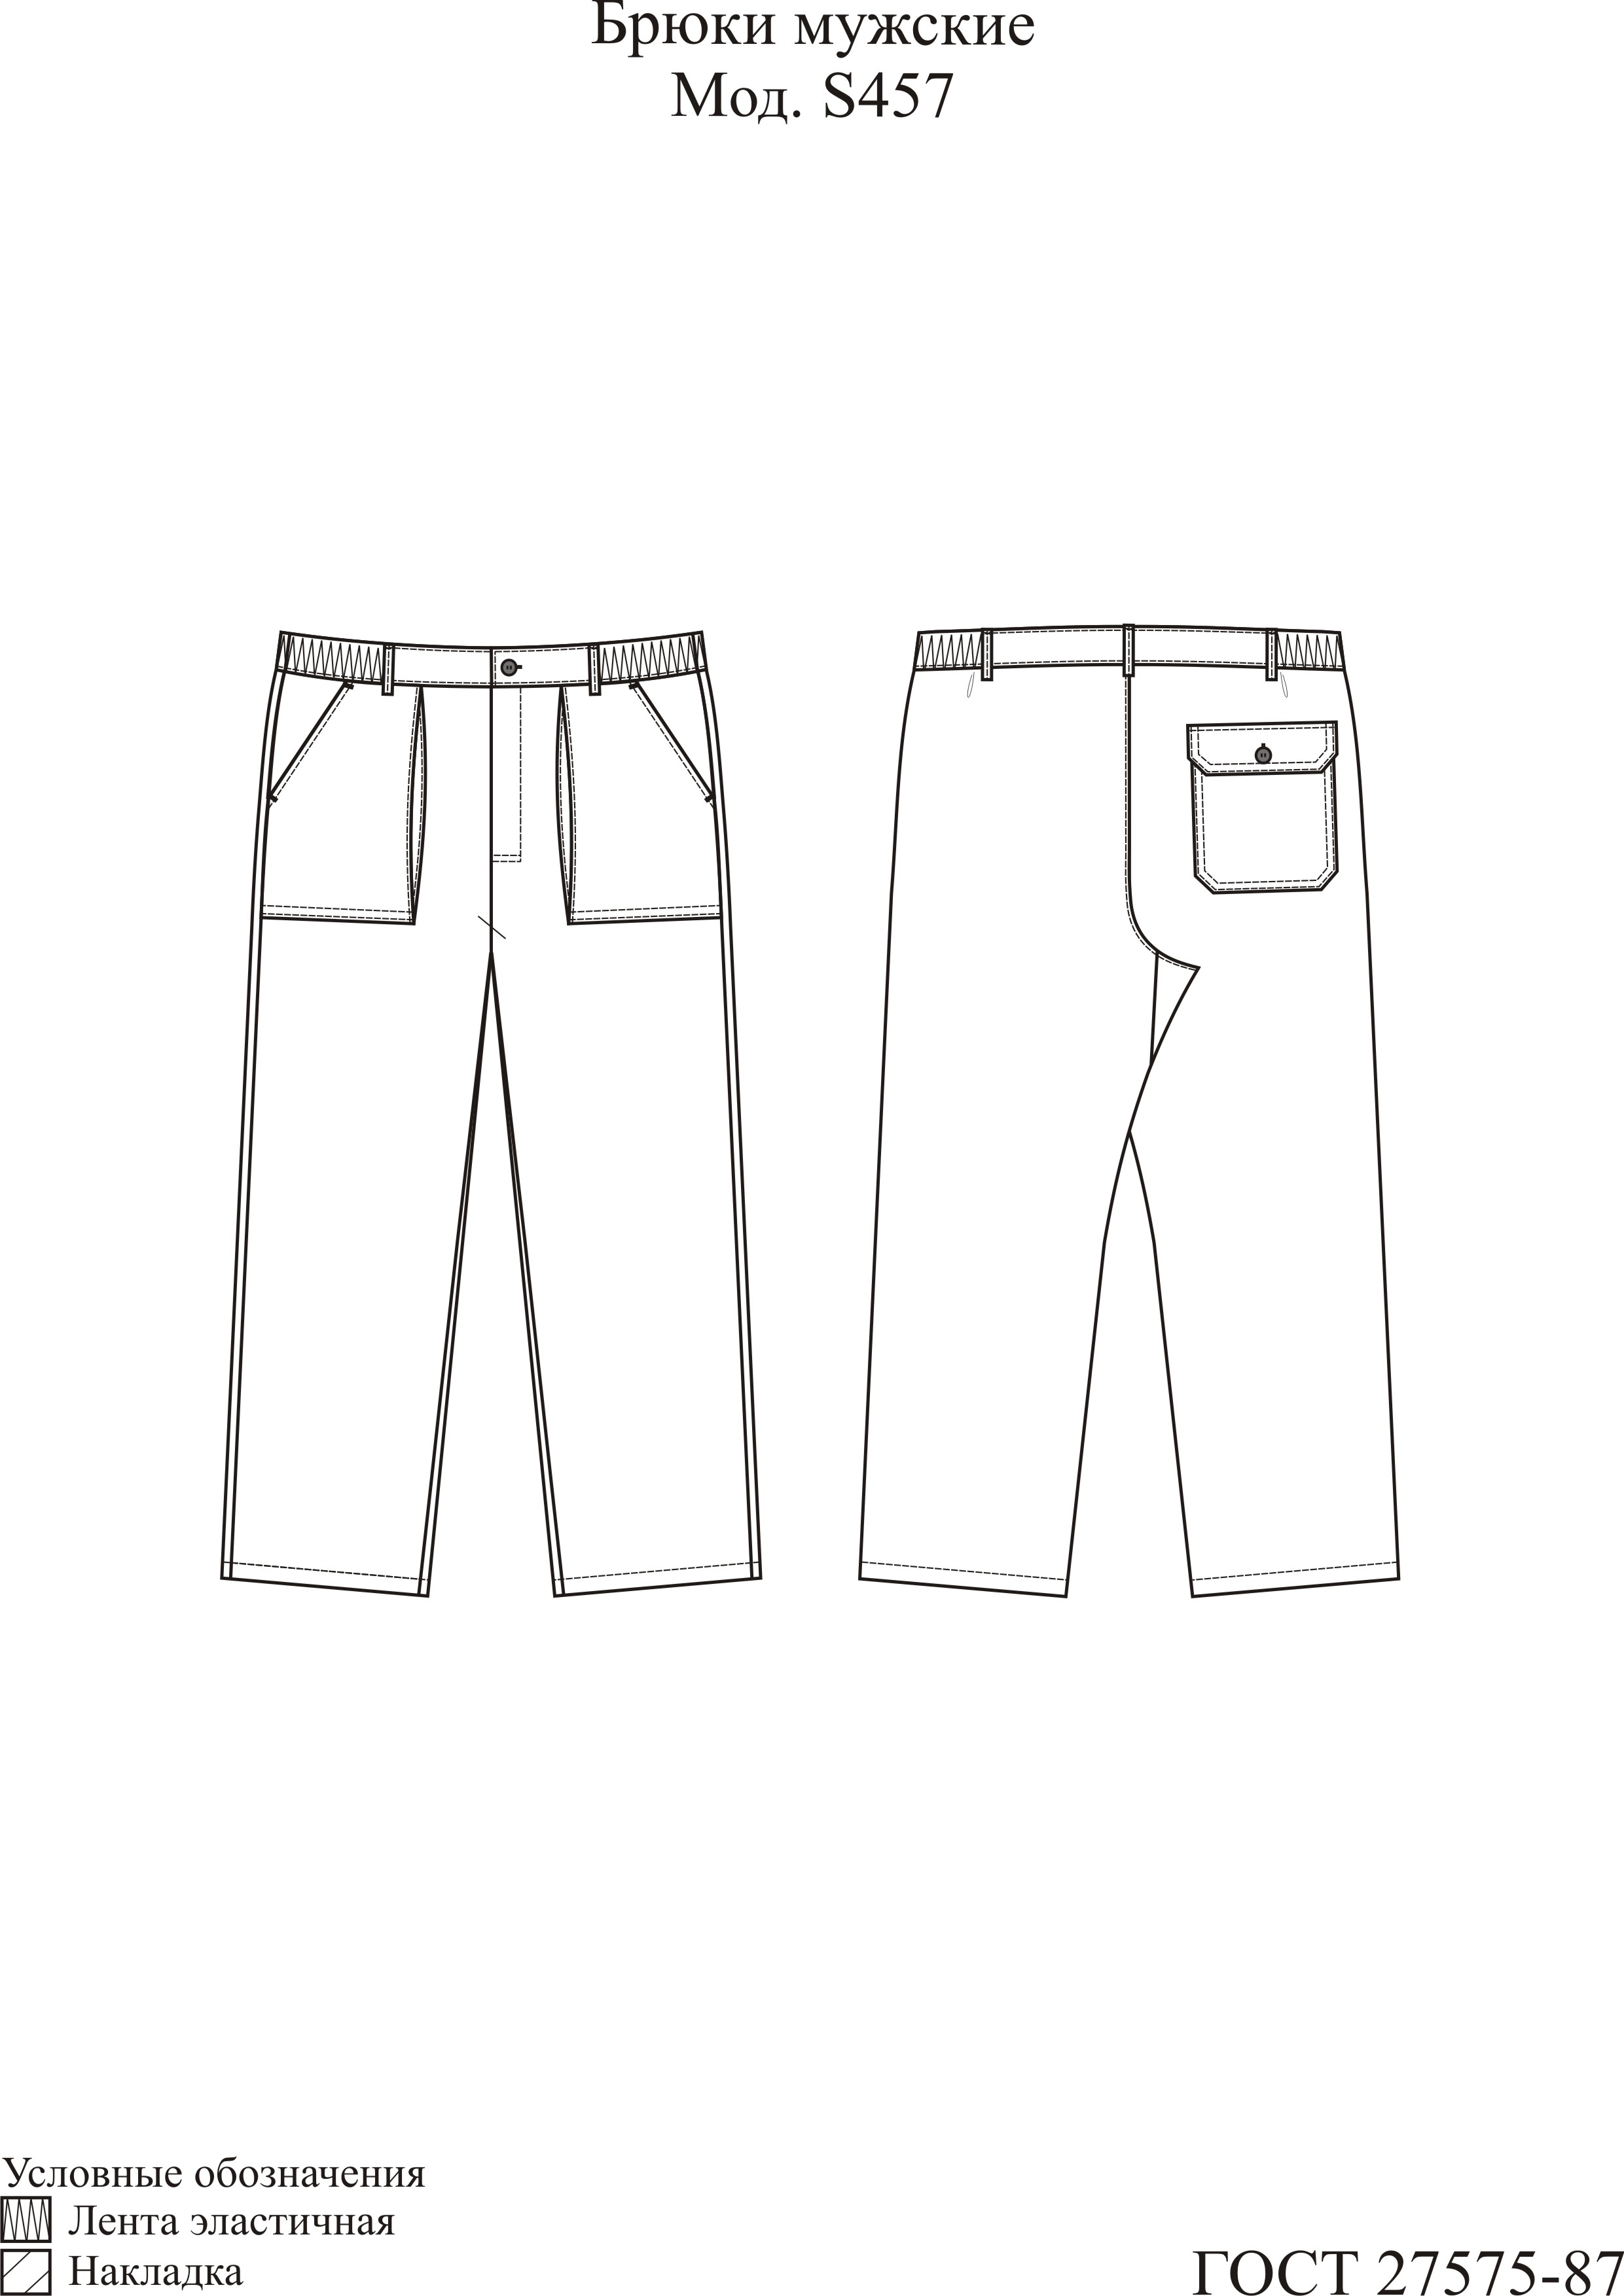 Брюки мужские
Мод. S457
Условные обозначения
Лента эластичная
Накладка
ГОСТ 27575-87